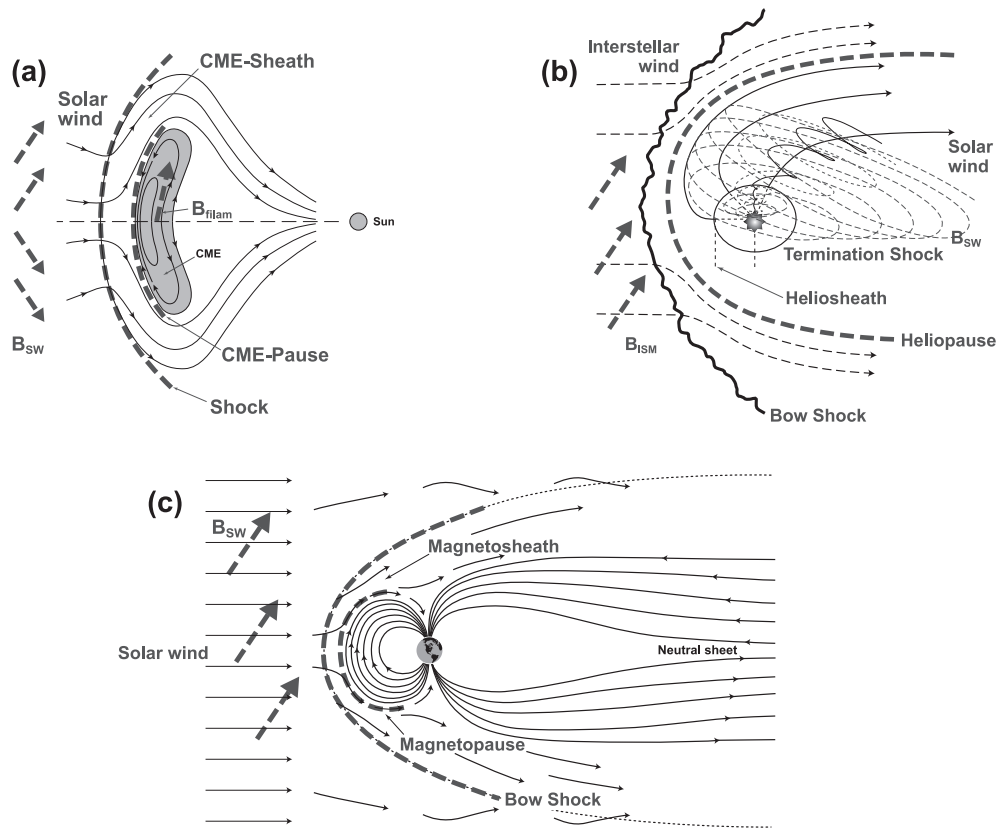 (a)
CME-Sheath
Solar
wind
B_filam
Sun
CME
B_SW
CME-Pause
Shock
(b)
Interstellar
wind
Solar
wind
B_SW
Termination Shock
Heliosheath
B_ISM
Heliopause
Bow Shock
(c)
B_SW
Magnetosheath
Solar wind
Neutral sheet
Magnetopause
Bow Shock